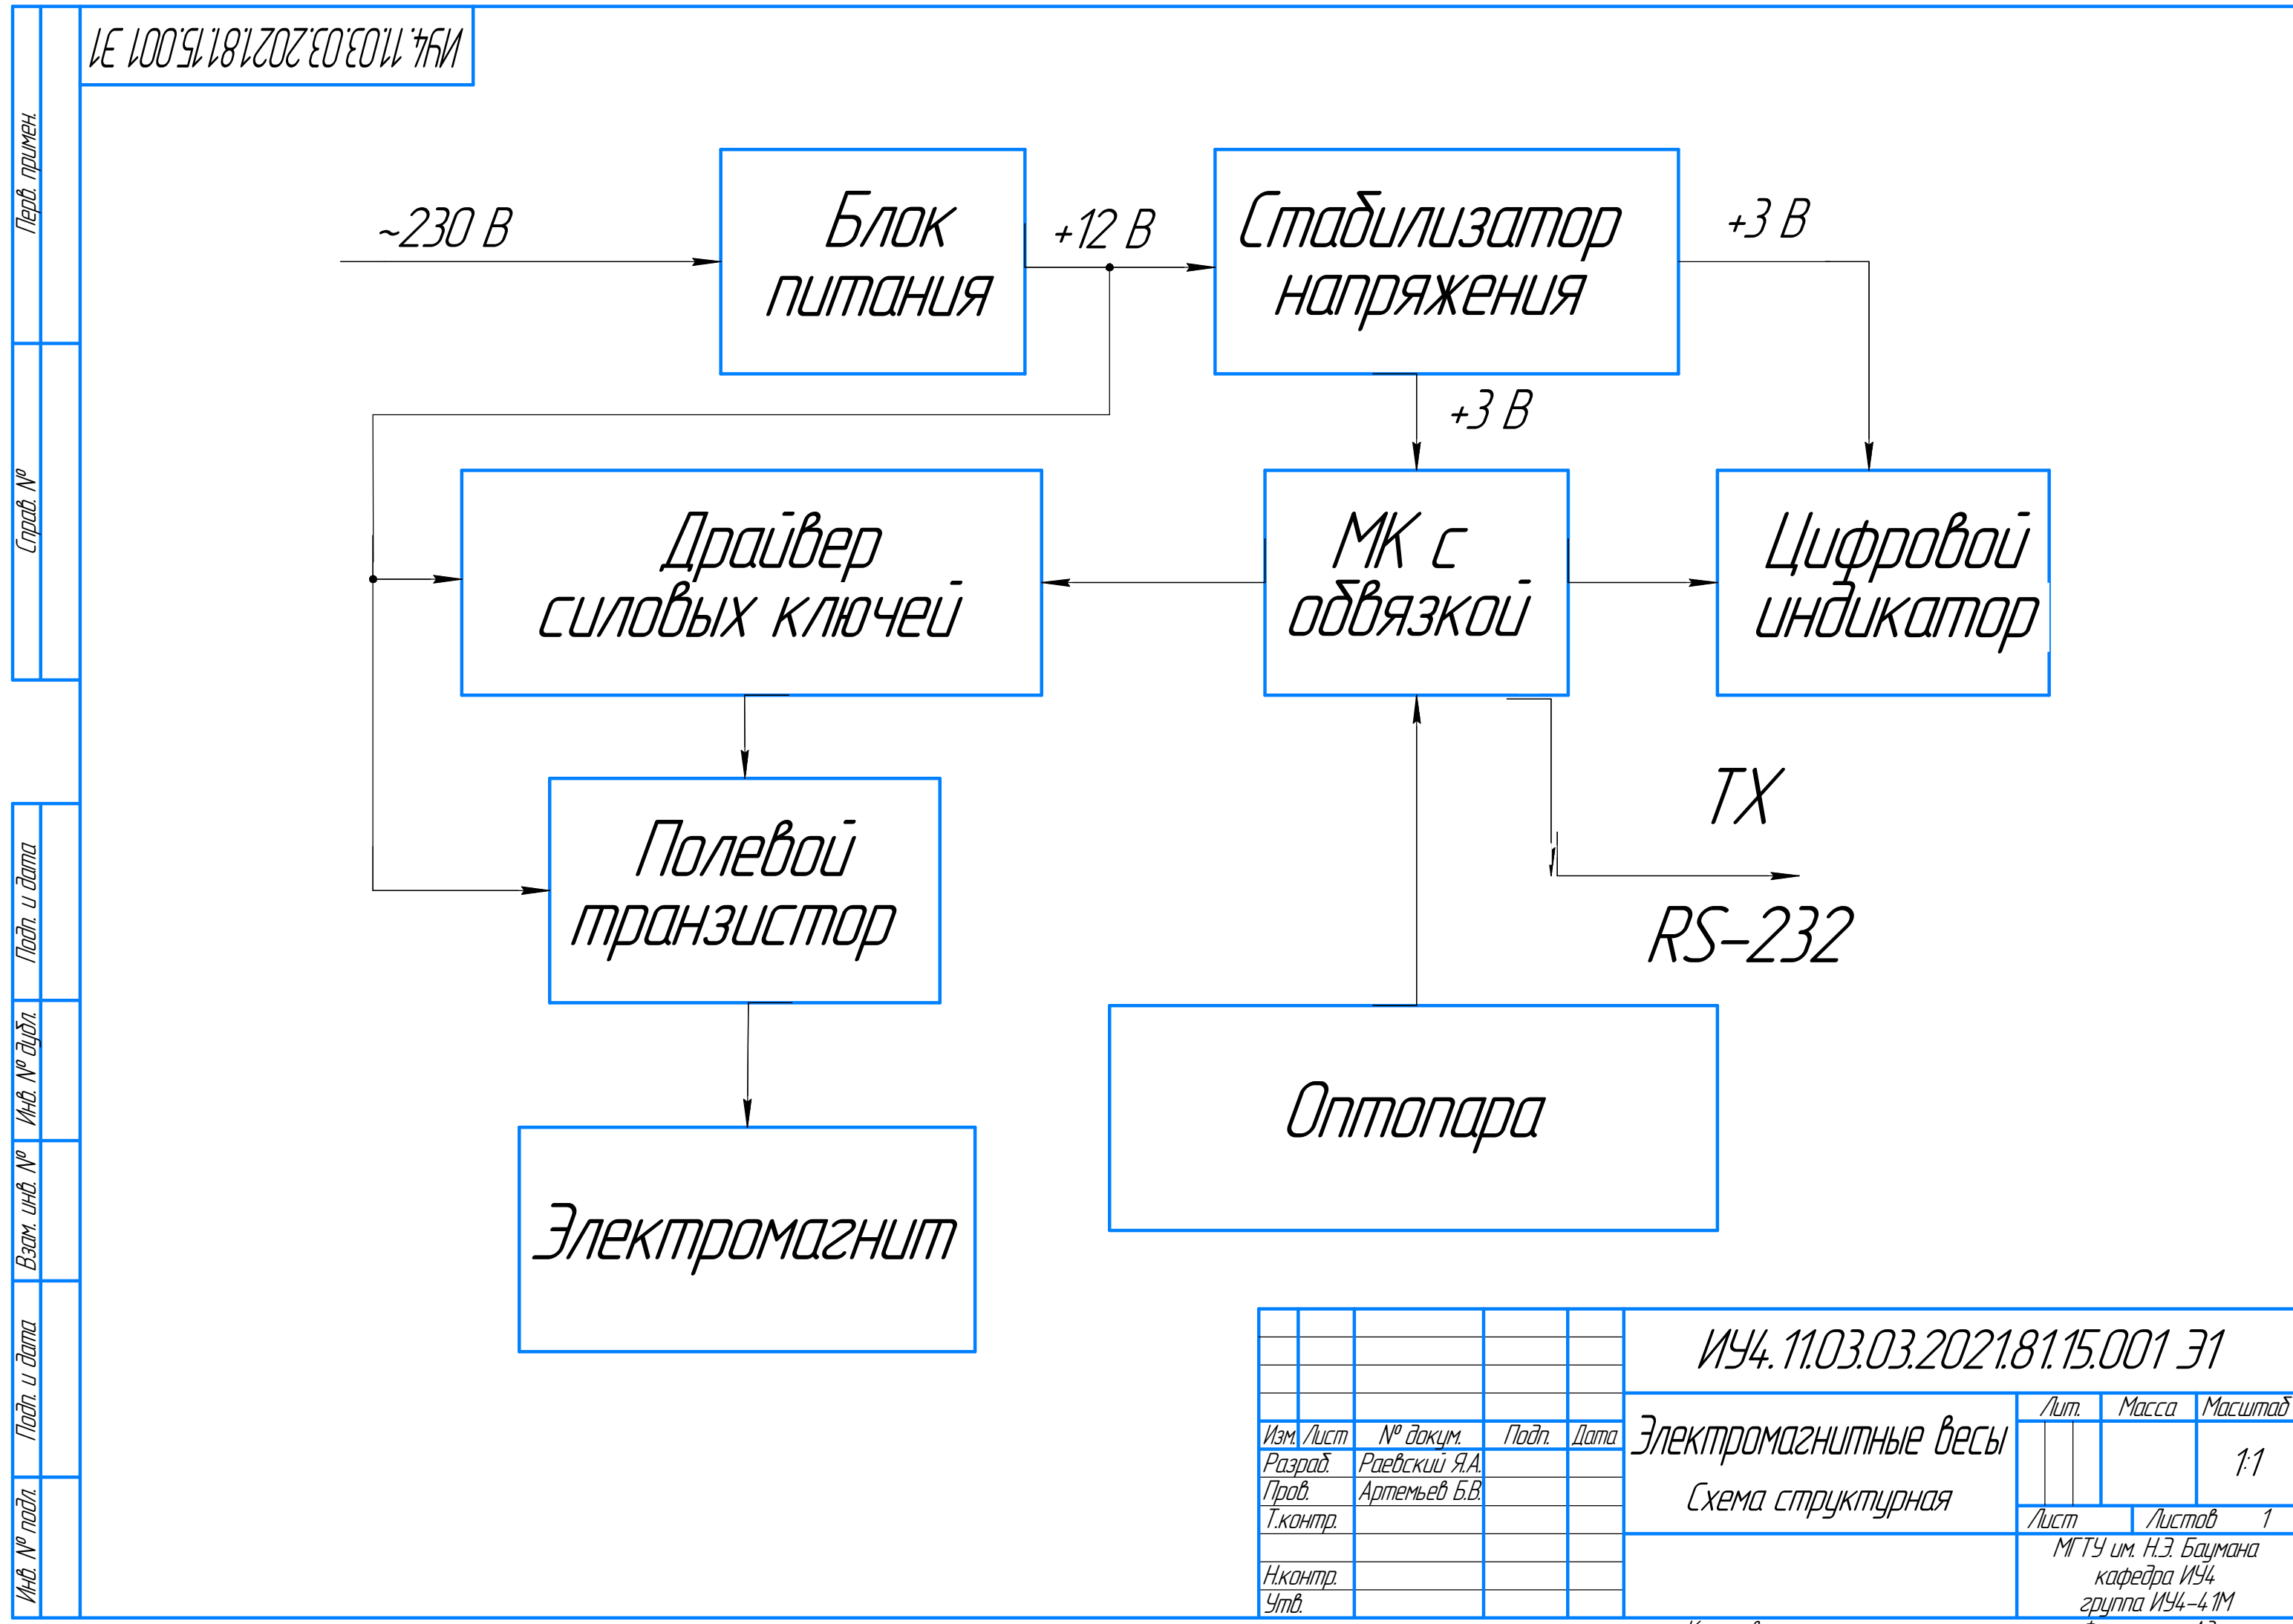 ИУ4.11.03.03.2021.81.15.001 Э1
Перв. примен.
Справ. №
Подп. и дата
Инв. № дубл.
Взам. инв. №
Подп. и дата
Инв. № подл.
~230 В
Блок
питания
+12 В
Стабилизатор
напряжения
+3 В
+3 В
Драйвер
силовых ключей
МК с
обвязкой
Цифровой
индикатор
Полевой
транзистор
TX
RS-232
Оптопара
Электромагнит
ИУ4.11.03.03.2021.81.15.001 Э1
Изм. Лист № докум. Подп. Дата
Разраб. Раевский Я.А.
Пров. Артемьев Б.В.
Т.контр.
Н.контр.
Утв.
Электромагнитные весы
Схема структурная
Лит. Масса Масштаб
1:1
Лист Листов 1
МГТУ им. Н.Э. Баумана
кафедра ИУ4
группа ИУ4-41М